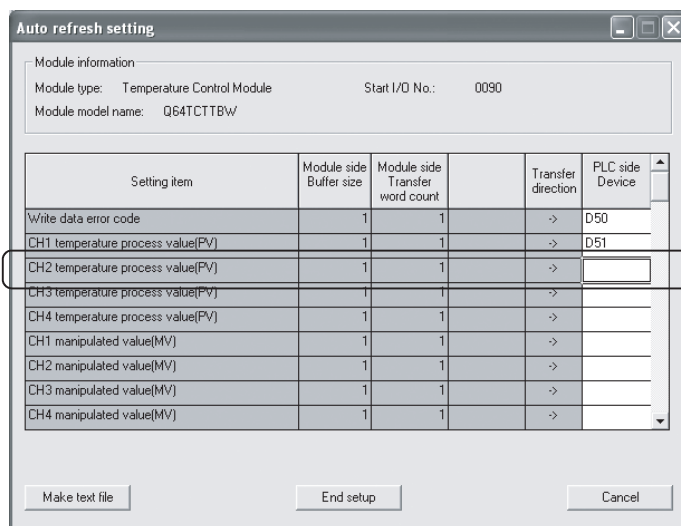 Auto refresh setting
Module information
Module type: Temperature Control Module Start I/O No.: 0090
Module model name: Q64TCTTBW
Setting item Module side Buffer size Module side Transfer word count Transfer direction PLC side Device
Write data error code 1 1 -> D50
CH1 temperature process value(PV) 1 1 -> D51
CH2 temperature process value(PV) 1 1 ->
CH3 temperature process value(PV) 1 1 ->
CH4 temperature process value(PV) 1 1 ->
CH1 manipulated value(MV) 1 1 ->
CH2 manipulated value(MV) 1 1 ->
CH3 manipulated value(MV) 1 1 ->
CH4 manipulated value(MV) 1 1 ->
Make text file End setup Cancel